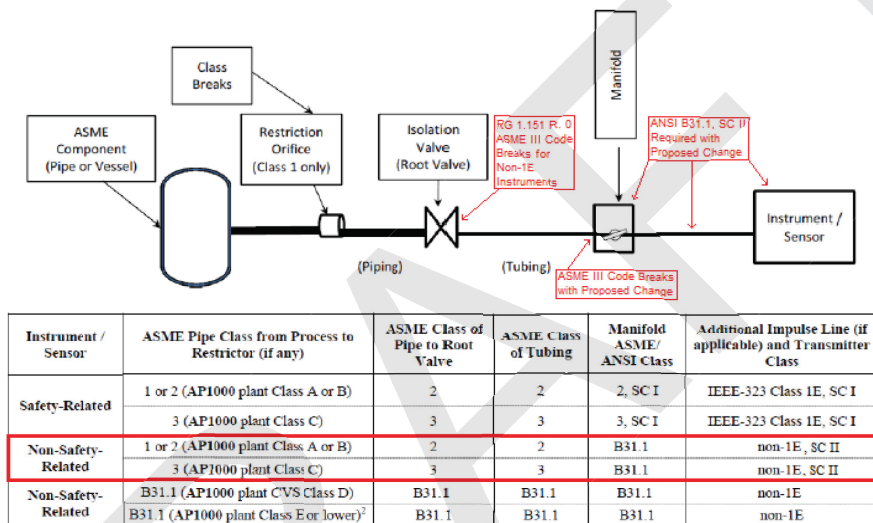 Class
Breaks
ASME
Component
(Pipe or Vessel)
Restriction
Orifice
(Class 1 only)
Isolation
Valve
(Root Valve)
RG 1.151 R. 0
ASME III Code
Breaks for
Non-1E
Instruments
Manifold
ANSI B31.1, SC II
Required with
Proposed Change
Instrument /
Sensor
(Piping)
(Tubing)
ASME III Code Breaks
with Proposed Change
Instrument / Sensor | ASME Pipe Class from Process to Restrictor (if any) | ASME Class of Pipe to Root Valve | ASME Class of Tubing | Manifold ASME/ ANSI Class | Additional Impulse Line (if applicable) and Transmitter Class
Safety-Related | 1 or 2 (AP1000 plant Class A or B) | 2 | 2 | 2, SC I | IEEE-323 Class 1E, SC I
3 (AP1000 plant Class C) | 3 | 3 | 3, SC I | IEEE-323 Class 1E, SC I
Non-Safety-Related | 1 or 2 (AP1000 plant Class A or B) | 2 | 2 | B31.1 | non-1E, SC II
3 (AP1000 plant Class C) | 3 | 3 | B31.1 | non-1E, SC II
Non-Safety-Related | B31.1 (AP1000 plant CVS Class D) | B31.1 | B31.1 | B31.1 | non-1E
B31.1 (AP1000 plant Class E or lower)² | B31.1 | B31.1 | B31.1 | non-1E